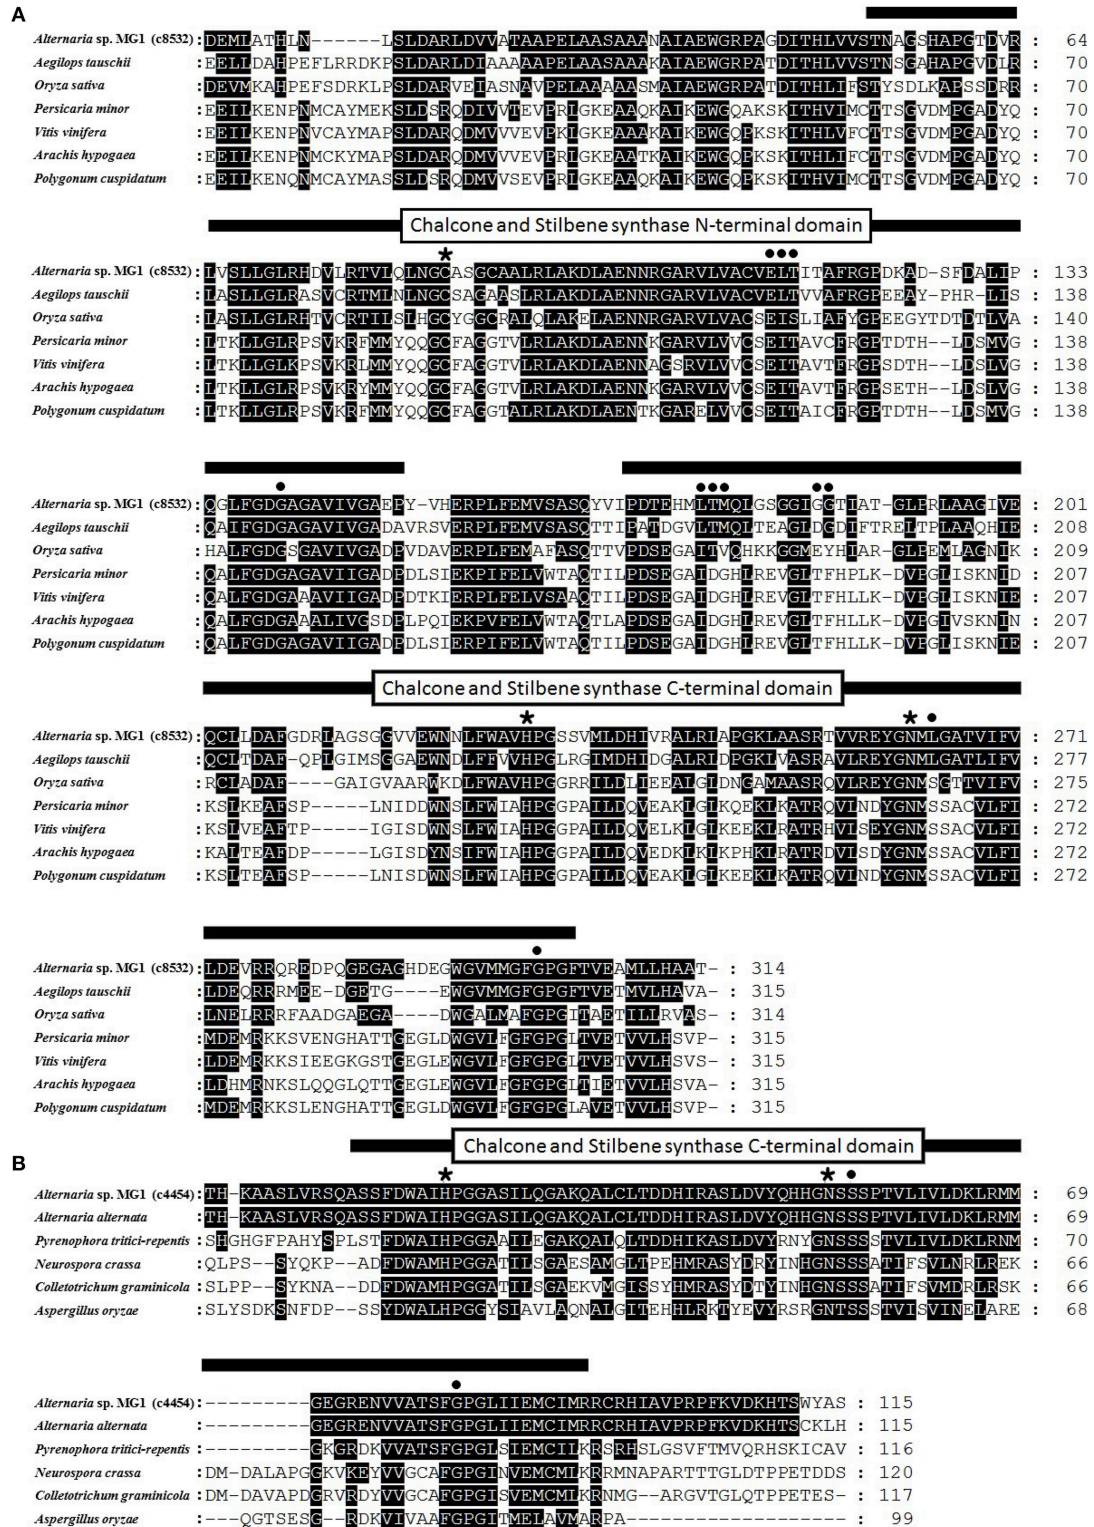 A
Alternaria sp. MG1 (c8532) :DEMLATHLN------LSLDARLDVVATAAPELAASAAANAIAEWGRPAGDITHLVVSTNAGSHAPGTDVR : 64
Aegilops tauschii :EELLDAHPEFLRRDKPSLDARLDIAAAAAPELAASAAAKAIAEWGRPATDITHLVVSTNSGAHAPGVDLR : 70
Oryza sativa :DEVMKAHPETFSDRKLPSLDARVEIASNAVPELAAAAASMAIAEWGRPATDITHLIFSTYSDLKAPSSDRR : 70
Persicaria minor :EEILKENPNMCAYMEKSLDSRQDIVVTEVPRLGKEAAQKAIKEWGQAKSKITHVIMCTTSGVDMPGADYQ : 70
Vitis vinifera :EEILKENPNVCAYMAPSLDARQDMVVVEVPKLGKEAAAKAIKEWGQPKSKITHLVFCTTSGVDMPGADYQ : 70
Arachis hypogaea :EEILKENPNMCKYMAPSLDARQDMVVVEVPRLGKEAATKAIKEWGQPKSKITHLIFCTTSGVDMPGADYQ : 70
Polygonum cuspidatum :EEILKENQNMCAYMASSLDSRQDMVVSEVPRLGKEAAQKAIKEWGQPKSKITHVIMCTTSGVDMPGADYQ : 70
Chalcone and Stilbene synthase N-terminal domain
Alternaria sp. MG1 (c8532) :LVSLLGLRHDVLRTVLQLNGCASGCAALRLAKDLAENNRGARVLVACVELTITAFRGPDKAD-SFDALIP : 133
Aegilops tauschii :LASLLGLRASVCRTMLNLNGCSAGAASLRLAKDLAENNRGARVLVACVELTVVAFRGPEEAY-PHR-LIS : 138
Oryza sativa :LASLLGLRHTVCRTILSLHGCYGGCRALQLAKELAENNRGARVLVACSEISLIAFYGPEEGYTDTDTLVA : 140
Persicaria minor :LTKLLGLRPSVKRFMMYQQGCFAGGTVLRLAKDLAENNKGARVLVVCSEITAVCFRGPTDTH--LDSMVG : 138
Vitis vinifera :LTKLLGLKPSVKRLMMYQQGCFAGGTVLRLAKDLAENNAGSRVLVVCSEITAVTFRGPSDTH--LDSLVG : 138
Arachis hypogaea :LTKLLGLRPSVKRYMMYQQGCFAGGTVLRLAKDLAENNKGARVLVVCSEITAVTFRGPSETH--LDSLVG : 138
Polygonum cuspidatum :LTKLLGLRPSVKRFMMYQQGCFAGGTALRLAKDLAENTKGARELVVCSEITAICFRGPTDTH--LDSMVG : 138
Alternaria sp. MG1 (c8532) :QGLFGDGAGAVIVGAEPY-VHERPLFEMVSASQYVIPDTEHMLTMQLGSGGIGGTIAT-GLPRLAAGIVE : 201
Aegilops tauschii :QAIFGDGAGAVIVGADAVRSVERPLFEMVSASQTTIPATDGVLTMQLTEAGLDGDIFTRELTPLAAQHIE : 208
Oryza sativa :HALFGDGSGAVIVGADPVDAVERPLFEMAFASQTTVPDSEGAITVQHKKGGMEYHIAR-GLPEMLAGNIK : 209
Persicaria minor :QALFGDGAGAVIIGADPDLSIEKPIFELVWTAQTILPDSEGAIDGHLREVGLTFHPLK-DVPGLISKNID : 207
Vitis vinifera :QALFGDGAAAVIIGADPDTKIERPLFELVSAAQTILPDSEGAIDGHLREVGLTFHLLK-DVPGLISKNIE : 207
Arachis hypogaea :QALFGDGAAALIVGSDPLPQIEKPVFELVWTAQTLAPDSEGAIDGHLREVGLTFHLLK-DVPGIVSKNIN : 207
Polygonum cuspidatum :QALFGDGAGAVIIGADPDLSIERPIFELVWTAQTILPDSEGAIDGHLREVGLTFHLLK-DVPGLISKNIE : 207
Chalcone and Stilbene synthase C-terminal domain
Alternaria sp. MG1 (c8532) :QCLLDAFGDRLAGSGGVVEWNNLFWAVHPGSSVMLDHIVRALRLAPGKLAASRTVVREYGNMLGATVIFV : 271
Aegilops tauschii :QCLTDAF-QPLGIMSGGAEWNDLFFVVHPGLRGIMDHIDGALRLDPGKLVASRAVLREYGNMLGATLIFV : 277
Oryza sativa :RCLADAF----GAIGVAARWKDLFWAVHPGGRRILDLIEEALGLDNGAMAASRQVLREYGNMSGTTVIFV : 275
Persicaria minor :KSLKEAFSP-----LNIDDWNSLFWIAHPGGPAILDQVEAKLGLKQEKLKATRQVLNDYGNMSSACVLFI : 272
Vitis vinifera :KSLVEAFTP-----IGISDWNSLFWIAHPGGPAILDQVELKLGLKEEKLRATRHVLSEYGNMSSACVLFI : 272
Arachis hypogaea :KALTEAFDP-----LGISDYNSIFWIAHPGGPAILDQVEDKLKLKPHKLRATRDVLSDYGNMSSACVLFI : 272
Polygonum cuspidatum :KSLTEAFSP-----LNISDWNSLFWIAHPGGPAILDQVEAKLGLKEEKLKATRQVLNDYGNMSSACVLFI : 272
Alternaria sp. MG1 (c8532) :LDEVRRQREDPQGEGAGHDEGWGVMMGFGPGFTVEAMLLHAAT- : 314
Aegilops tauschii :LDEQRRRMEE-DGETG----EWGVMMGFGPGFTVETMVLHAVA- : 315
Oryza sativa :LNELRRRFAADGAEGA----DWGALMAFGPGITAETILLRVAS- : 314
Persicaria minor :MDEMRKKSVENGHATTGEGLDWGVLFGFGPGLTVETVVLHSVP- : 315
Vitis vinifera :LDEMRKKSIEEGKGSTGEGLEWGVLFGFGPGLTVETVVLHSVS- : 315
Arachis hypogaea :LDHMRNKSLQQGLQTTGEGLEWGVLFGFGPGLTIETVVLHSVA- : 315
Polygonum cuspidatum :MDEMRKKSLENGHATTGEGLDWGVLFGFGPGLAVETVVLHSVP- : 315
B
Chalcone and Stilbene synthase C-terminal domain
Alternaria sp. MG1 (c4454) :TH-KAASLVRSQASSFDWAIHPGGASILQGAKQALCLTDDHIRASLDVYQHHGNSSSPTVLIVLDKLRMM : 69
Alternaria alternata :TH-KAASLVRSQASSFDWAIHPGGASILQGAKQALCLTDDHIRASLDVYQHHGNSSSPTVLIVLDKLRMM : 69
Pyrenophora tritici-repentis :SHGHGFPAHYSPLSTFDWAIHPGGAAILEGAKQALQLTDDHIKASLDVYRNYGNSSSSTVLIVLDKLRNM : 70
Neurospora crassa :QLPS--SYQKP--ADFDWAMHPGGATILSGAESAMGLTPEHMRASYDRYINHGNSSSATIFSVLNRLREK : 66
Colletotrichum graminicola :SLPP--SYKNA--DDFDWAMHPGGATILSGAEKVMGISSYHMRASYDTYINHGNSSSATIFSVMDRLRSK : 66
Aspergillus oryzae :SLYSDKSNFDP--SSYDWALHPGGYSIAVLAQNALGITEHHLRKTYEVYRSRGNTSSSTVISVINELARE : 68
Alternaria sp. MG1 (c4454) :---------GEGRENVVATSFGPGLIIEMCIMRRCRHIAVPRPFKVDKHTSWYAS : 115
Alternaria alternata :---------GEGRENVVATSFGPGLIIEMCIMRRCRHIAVPRPFKVDKHTSCKLH : 115
Pyrenophora tritici-repentis :---------GKGRDKVVATSFGPGLSIEMCILKRSRHSLGSVFTMVQRHSKICAV : 116
Neurospora crassa :DM-DALAPGGKVKEYVVGCAFGPGINVEMCMLKRRMNAPARTTTGLDTPPETDDS : 120
Colletotrichum graminicola :DM-DAVAPDGRVRDYVVGCAFGPGISVEMCMLKRNMG--ARGVTGLQTPPETES- : 117
Aspergillus oryzae :---QGTSESG--RDKVIVAAFGPGITMELAVMARPA------------------- : 99